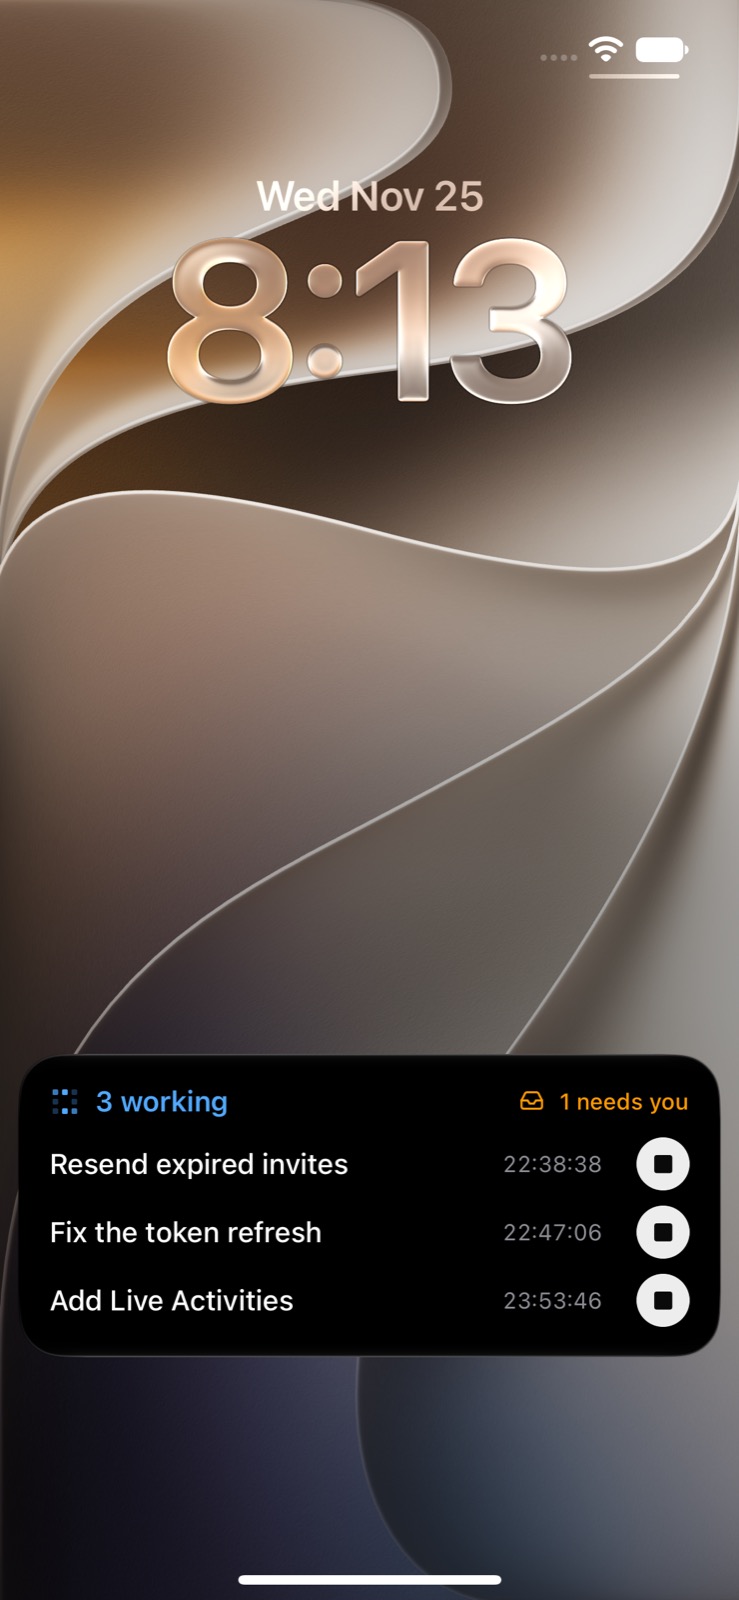 Wed Nov 25
8:13
3 working
1 needs you
Resend expired invites 22:38:38
Fix the token refresh 22:47:06
Add Live Activities 23:53:46